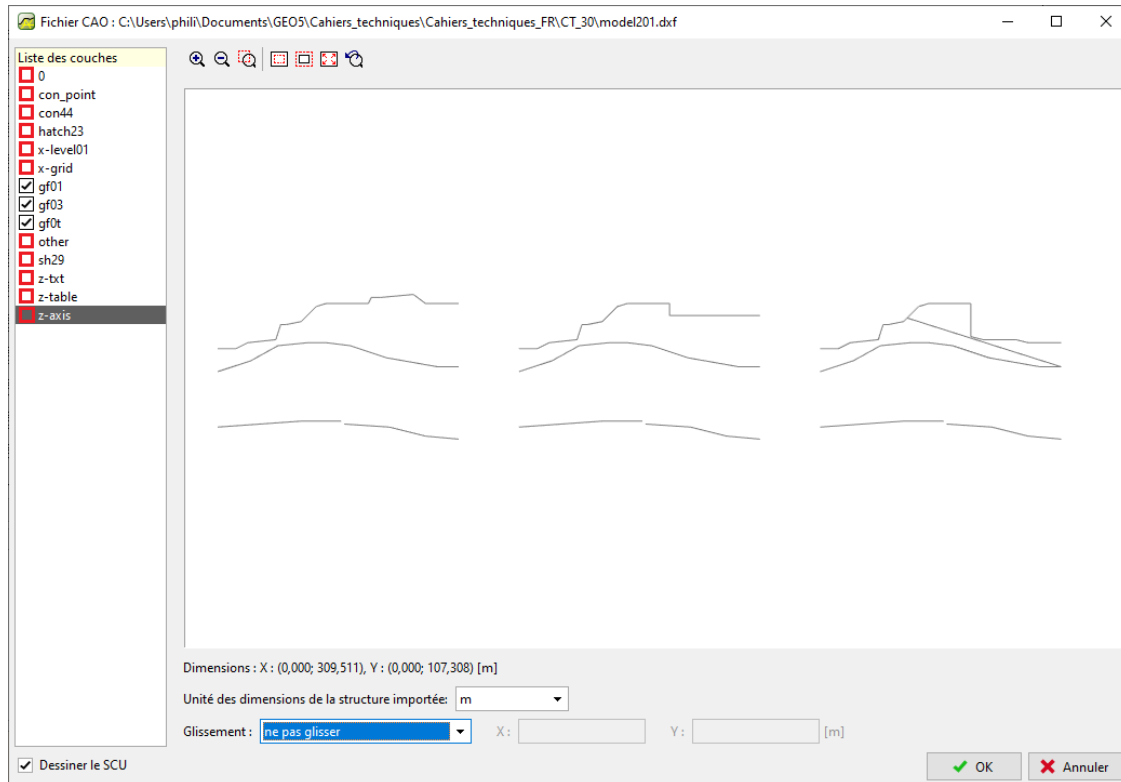 Fichier CAO : C:\Users\phili\Documents\GEO5\Cahiers_techniques\Cahiers_techniques_FR\CT_30\model201.dxf
Liste des couches
0
con_point
con44
hatch23
x-level01
x-grid
gf01
gf03
gf0t
other
sh29
z-txt
z-table
z-axis
Dimensions : X : (0,000; 309,511), Y : (0,000; 107,308) [m]
Unité des dimensions de la structure importée: m
Glissement : ne pas glisser X : Y : [m]
Dessiner le SCU OK Annuler